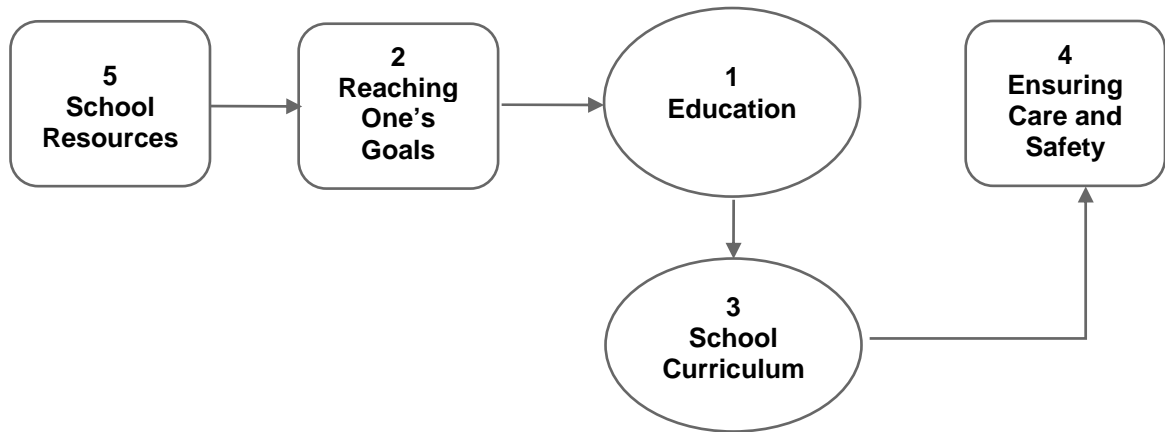 5
School
Resources
2
Reaching
One’s
Goals
1
Education
4
Ensuring
Care and
Safety
3
School
Curriculum